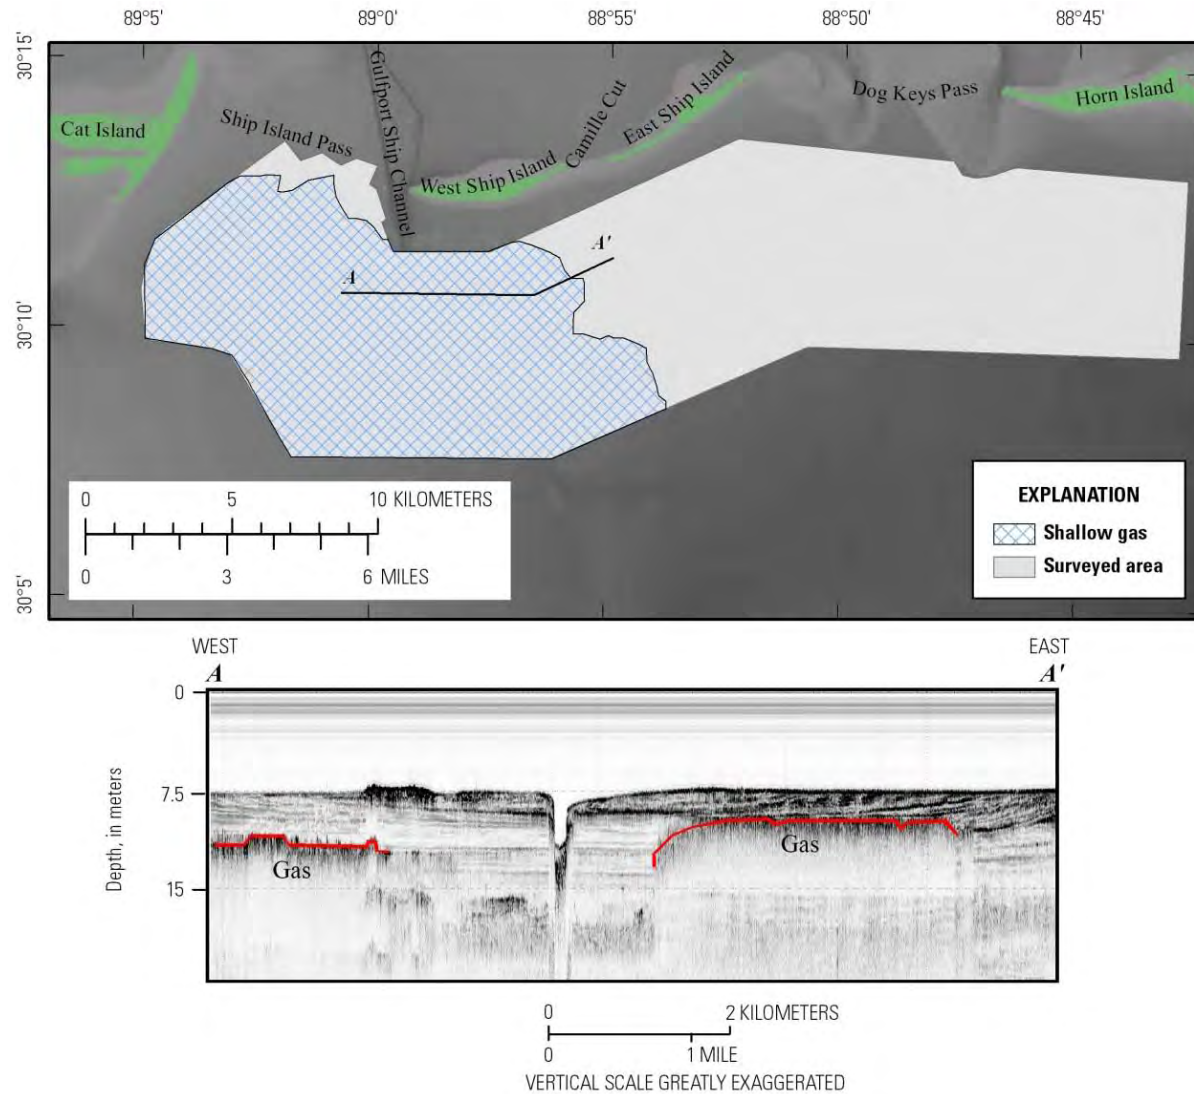 89°5' 89°0' 88°55' 88°50' 88°45'
30°15'
30°10'
30°5'
Cat Island
Ship Island Pass
Gulfport Ship Channel
West Ship Island
Camille Cut
East Ship Island
Dog Keys Pass
Horn Island
A
A'
0 5 10 KILOMETERS
0 3 6 MILES
EXPLANATION
Shallow gas
Surveyed area
WEST EAST
A A'
0
7.5
15
Depth, in meters
Gas
Gas
0 2 KILOMETERS
0 1 MILE
VERTICAL SCALE GREATLY EXAGGERATED